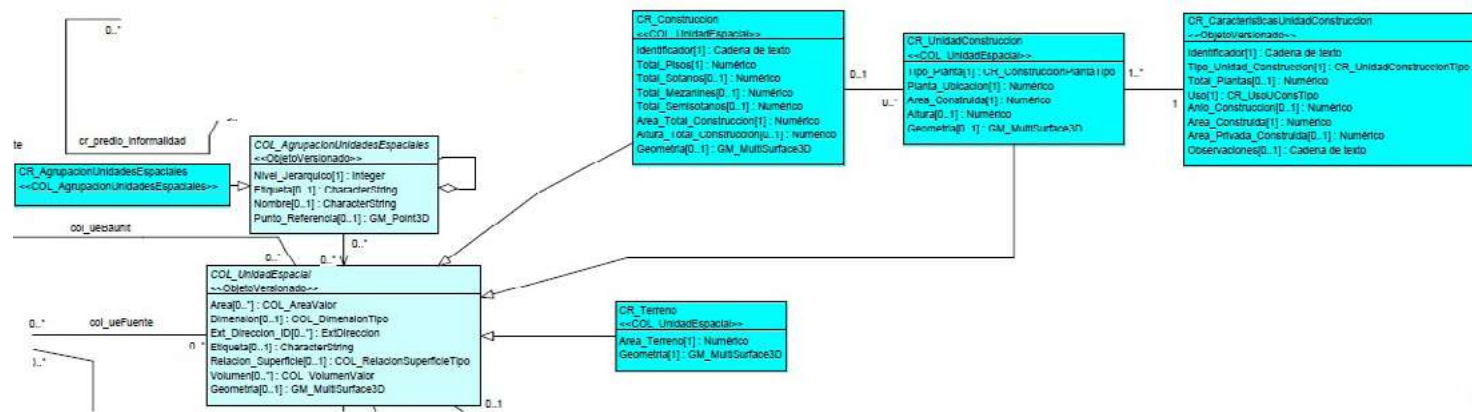 0..*
cr_predio_informalidad
te
CR_AgrupacionUnidadesEspaciales
<<COL_AgrupacionUnidadesEspaciales>>
COL_AgrupacionUnidadesEspaciales
<<ObjetoVersionado>>
Nivel_Jerarquico[1] : Integer
Etiqueta[0..1] : CharacterString
Nombre[0..1] : CharacterString
Punto_Referencia[0..1] : GM_Point3D
col_ueBaunit
0..*
0..*
0..*
COL_UnidadEspacial
<<ObjetoVersionado>>
Area[0..*] : COL_AreaValor
Dimension[0..1] : COL_DimensionTipo
Ext_Direccion_ID[0..*] : ExtDireccion
Etiqueta[0..1] : CharacterString
Relacion_Superficie[0..1] : COL_RelacionSuperficieTipo
Volumen[0..*] : COL_VolumenValor
Geometria[0..1] : GM_MultiSurface3D
0..*
col_ueFuente
0..*
0..1
CR_Construccion
<<COL_UnidadEspacial>>
Identificador[1] : Cadena de texto
Total_Pisos[1] : Numérico
Total_Sotanos[0..1] : Numérico
Total_Mezanines[0..1] : Numérico
Total_Semisotanos[0..1] : Numérico
Area_Total_Construccion[1] : Numérico
Altura_Total_Construccion[0..1] : Numérico
Geometria[0..1] : GM_MultiSurface3D
0..1
0..*
CR_UnidadConstruccion
<<COL_UnidadEspacial>>
Tipo_Planta[1] : CR_ConstruccionPlantaTipo
Planta_Ubicacion[1] : Numérico
Area_Construida[1] : Numérico
Altura[0..1] : Numérico
Geometria[0..1] : GM_MultiSurface3D
1..*
1
CR_CaracteristicasUnidadConstruccion
<<ObjetoVersionado>>
Identificador[1] : Cadena de texto
Tipo_Unidad_Construccion[1] : CR_UnidadConstruccionTipo
Total_Plantas[0..1] : Numérico
Uso[1] : CR_UsoUConsTipo
Anio_Construccion[0..1] : Numérico
Area_Construida[1] : Numérico
Area_Privada_Construida[0..1] : Numérico
Observaciones[0..1] : Cadena de texto
CR_Terreno
<<COL_UnidadEspacial>>
Area_Terreno[1] : Numérico
Geometria[1] : GM_MultiSurface3D